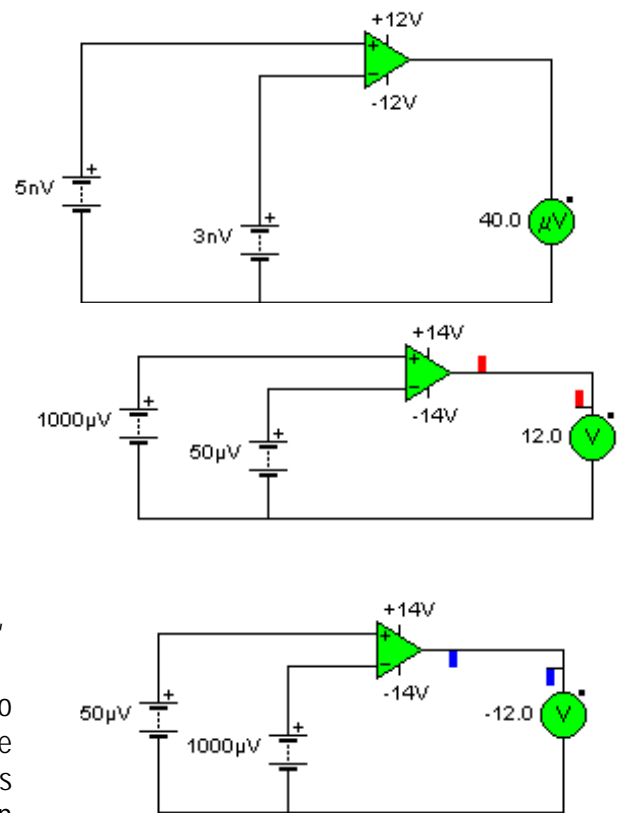 +12V
+
−
-12V
+
5nV
+
3nV
40.0 µV
+14V
+
−
-14V
+
1000µV
+
50µV
12.0 V
+14V
+
−
-14V
+
50µV
+
1000µV
-12.0 V
,
o
e
s